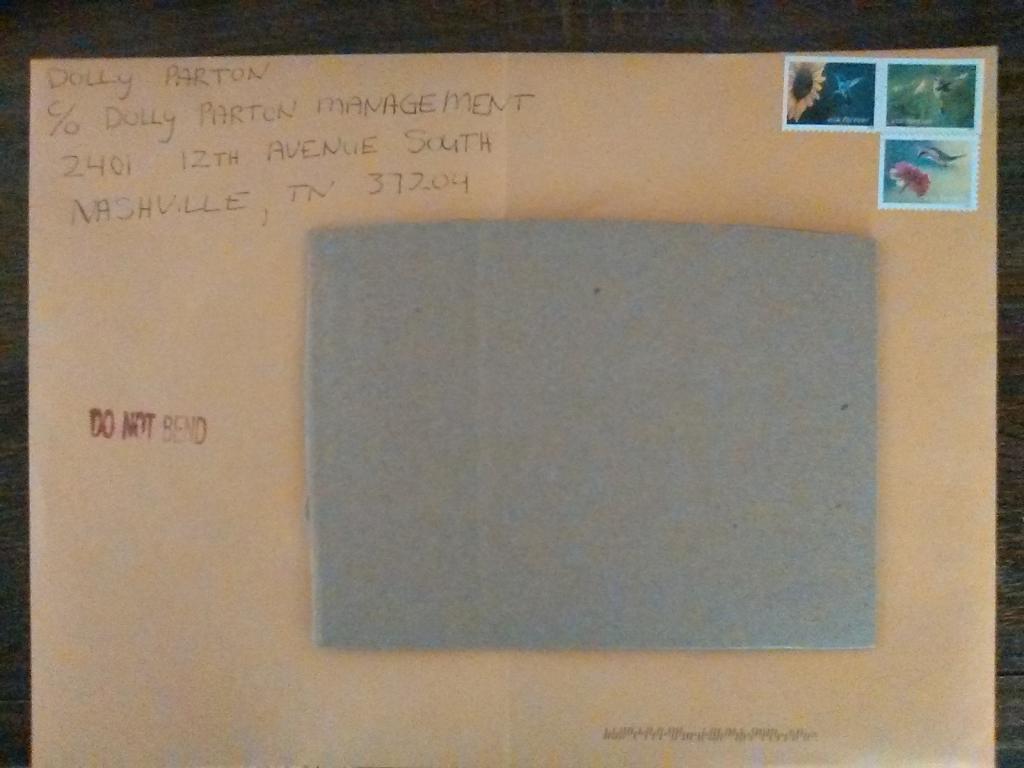 DOLLY PARTON
C/O DOLLY PARTON MANAGEMENT
2401 12TH AVENUE SOUTH
NASHVILLE, TN 37204
DO NOT BEND